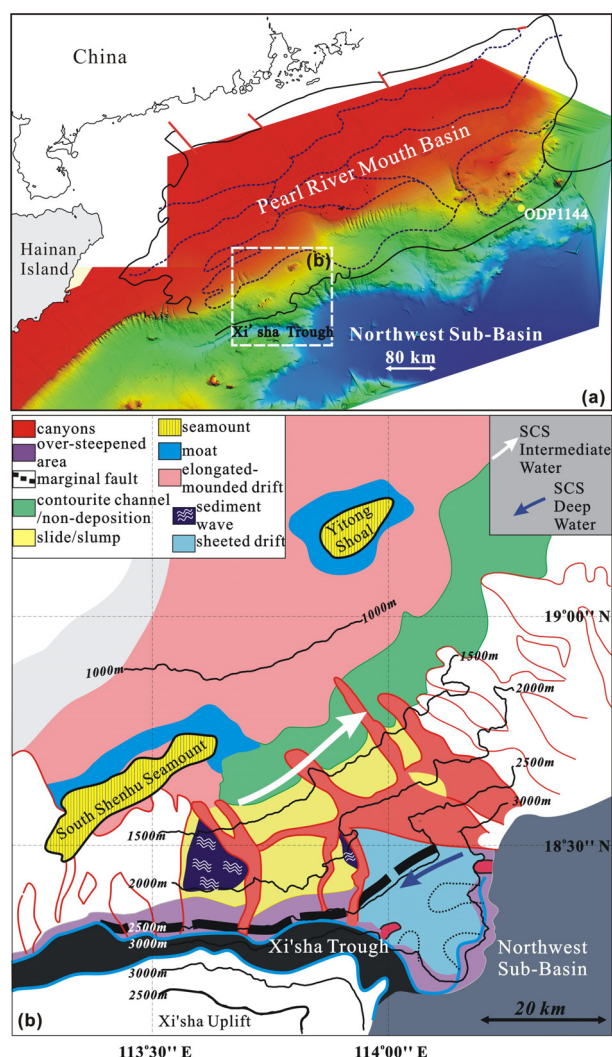 China
Pearl River Mouth Basin
ODP1144
Hainan
Island
(b)
Xi' sha Trough
Northwest Sub-Basin
80 km
(a)
canyons
over-steepened
area
marginal fault
contourite channel
/non-deposition
slide/slump
seamount
moat
elongated-
mounded drift
sediment
wave
sheeted drift
SCS
Intermediate
Water
SCS
Deep
Water
Yitong
Shoal
19°00'' N
1000m
1000m
1500m
2000m
2500m
3000m
South Shenhu Seamount
18°30'' N
1500m
2000m
2500m
3000m
3000m
2500m
Xi'sha Trough
Northwest
Sub-Basin
Xi'sha Uplift
20 km
(b)
113°30'' E
114°00'' E